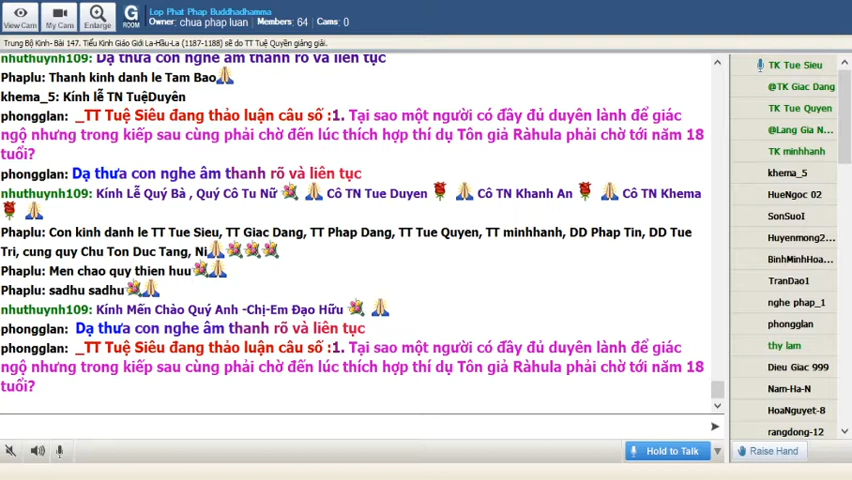 Lop Phat Phap Buddhadhamma
Owner: chua phap luan Members: 64 Cams: 0
View Cam My Cam Enlarge G ROOM
Trung Bộ Kinh- Bài 147. Tiểu Kinh Giáo Giới La-Hầu-La (1187-1188) sẽ do TT Tuệ Quyền giảng giải.
nhuthuynh109: Dạ thưa con nghe âm thanh rõ và liên tục
Phaplu: Thanh kinh danh le Tam Bao
khema_5: Kính lễ TN TuệDuyên
phongglan: _TT Tuệ Siêu đang thảo luận câu số :1. Tại sao một người có đầy đủ duyên lành để giác
ngộ nhưng trong kiếp sau cùng phải chờ đến lúc thích hợp thí dụ Tôn giả Ràhula phải chờ tới năm 18
tuổi?
phongglan: Dạ thưa con nghe âm thanh rõ và liên tục
nhuthuynh109: Kính Lễ Quý Bà , Quý Cô Tu Nữ Cô TN Tue Duyen Cô TN Khanh An Cô TN Khema
Phaplu: Con kinh danh le TT Tue Sieu, TT Giac Dang, TT Phap Dang, TT Tue Quyen, TT minhhanh, DD Phap Tin, DD Tue
Tri, cung quy Chu Ton Duc Tang, Ni
Phaplu: Men chao quy thien huu
Phaplu: sadhu sadhu
nhuthuynh109: Kính Mến Chào Quý Anh -Chị-Em Đạo Hữu
phongglan: Dạ thưa con nghe âm thanh rõ và liên tục
phongglan: _TT Tuệ Siêu đang thảo luận câu số :1. Tại sao một người có đầy đủ duyên lành để giác
ngộ nhưng trong kiếp sau cùng phải chờ đến lúc thích hợp thí dụ Tôn giả Ràhula phải chờ tới năm 18
tuổi?
TK Tue Sieu
@TK Giac Dang
TK Tue Quyen
@Lang Gia N...
TK minhhanh
khema_5
HueNgoc 02
SonSuoI
Huyenmong2...
BinhMinhHoa...
TranDao1
nghe phap_1
phongglan
thy lam
Dieu Giac 999
Nam-Ha-N
HoaNguyet-8
rangdong-12
Hold to Talk
Raise Hand